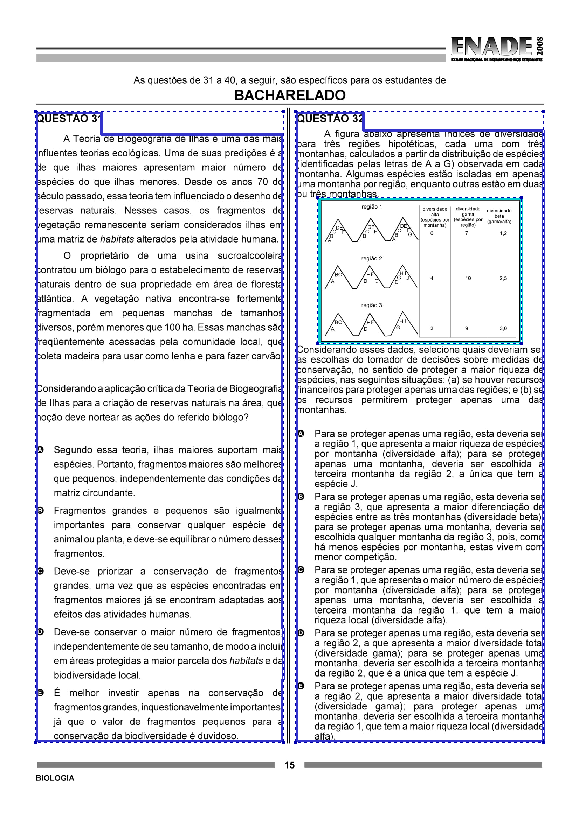 ENADE 2008
EXAME NACIONAL DE DESEMPENHO DOS ESTUDANTES
As questões de 31 a 40, a seguir, são específicos para os estudantes de
BACHARELADO
QUESTÃO 31
A Teoria de Biogeografia de Ilhas é uma das mais
influentes teorias ecológicas. Uma de suas predições é a
de que ilhas maiores apresentam maior número de
espécies do que ilhas menores. Desde os anos 70 do
século passado, essa teoria tem influenciado o desenho de
reservas naturais. Nesses casos, os fragmentos de
vegetação remanescente seriam considerados ilhas em
uma matriz de habitats alterados pela atividade humana.
O proprietário de uma usina sucroalcooleira
contratou um biólogo para o estabelecimento de reservas
naturais dentro de sua propriedade em área de floresta
atlântica. A vegetação nativa encontra-se fortemente
fragmentada em pequenas manchas de tamanhos
diversos, porém menores que 100 ha. Essas manchas são
freqüentemente acessadas pela comunidade local, que
coleta madeira para usar como lenha e para fazer carvão.
Considerando a aplicação crítica da Teoria de Biogeografia
de Ilhas para a criação de reservas naturais na área, que
noção deve nortear as ações do referido biólogo?
A Segundo essa teoria, ilhas maiores suportam mais
espécies. Portanto, fragmentos maiores são melhores
que pequenos, independentemente das condições da
matriz circundante.
B Fragmentos grandes e pequenos são igualmente
importantes para conservar qualquer espécie de
animal ou planta, e deve-se equilibrar o número desses
fragmentos.
C Deve-se priorizar a conservação de fragmentos
grandes, uma vez que as espécies encontradas em
fragmentos maiores já se encontram adaptadas aos
efeitos das atividades humanas.
D Deve-se conservar o maior número de fragmentos,
independentemente de seu tamanho, de modo a incluir
em áreas protegidas a maior parcela dos habitats e da
biodiversidade local.
E É melhor investir apenas na conservação de
fragmentos grandes, inquestionavelmente importantes,
já que o valor de fragmentos pequenos para a
conservação da biodiversidade é duvidoso.
QUESTÃO 32
A figura abaixo apresenta índices de diversidade
para três regiões hipotéticas, cada uma com três
montanhas, calculados a partir da distribuição de espécies
(identificadas pelas letras de A a G) observada em cada
montanha. Algumas espécies estão isoladas em apenas
uma montanha por região, enquanto outras estão em duas
ou três montanhas.
região 1
diversidade alfa (espécies por montanha)
diversidade gama (espécies por região)
diversidade beta (gama/alfa)
6 7 1,2
região 2
4 10 2,5
região 3
3 9 3,0
Considerando esses dados, selecione quais deveriam ser
as escolhas do tomador de decisões sobre medidas de
conservação, no sentido de proteger a maior riqueza de
espécies, nas seguintes situações: (a) se houver recursos
financeiros para proteger apenas uma das regiões; e (b) se
os recursos permitirem proteger apenas uma das
montanhas.
A Para se proteger apenas uma região, esta deveria ser
a região 1, que apresenta a maior riqueza de espécies
por montanha (diversidade alfa); para se proteger
apenas uma montanha, deveria ser escolhida a
terceira montanha da região 2, a única que tem a
espécie J.
B Para se proteger apenas uma região, esta deveria ser
a região 3, que apresenta a maior diferenciação de
espécies entre as três montanhas (diversidade beta);
para se proteger apenas uma montanha, deveria ser
escolhida qualquer montanha da região 3, pois, como
há menos espécies por montanha, estas vivem com
menor competição.
C Para se proteger apenas uma região, esta deveria ser
a região 1, que apresenta o maior número de espécies
por montanha (diversidade alfa); para se proteger
apenas uma montanha, deveria ser escolhida a
terceira montanha da região 1, que tem a maior
riqueza local (diversidade alfa).
D Para se proteger apenas uma região, esta deveria ser
a região 2, a que apresenta a maior diversidade total
(diversidade gama); para se proteger apenas uma
montanha, deveria ser escolhida a terceira montanha
da região 2, que é a única que tem a espécie J.
E Para se proteger apenas uma região, esta deveria ser
a região 2, que apresenta a maior diversidade total
(diversidade gama); para proteger apenas uma
montanha, deveria ser escolhida a terceira montanha
da região 1, que tem a maior riqueza local (diversidade
alfa).
15
BIOLOGIA